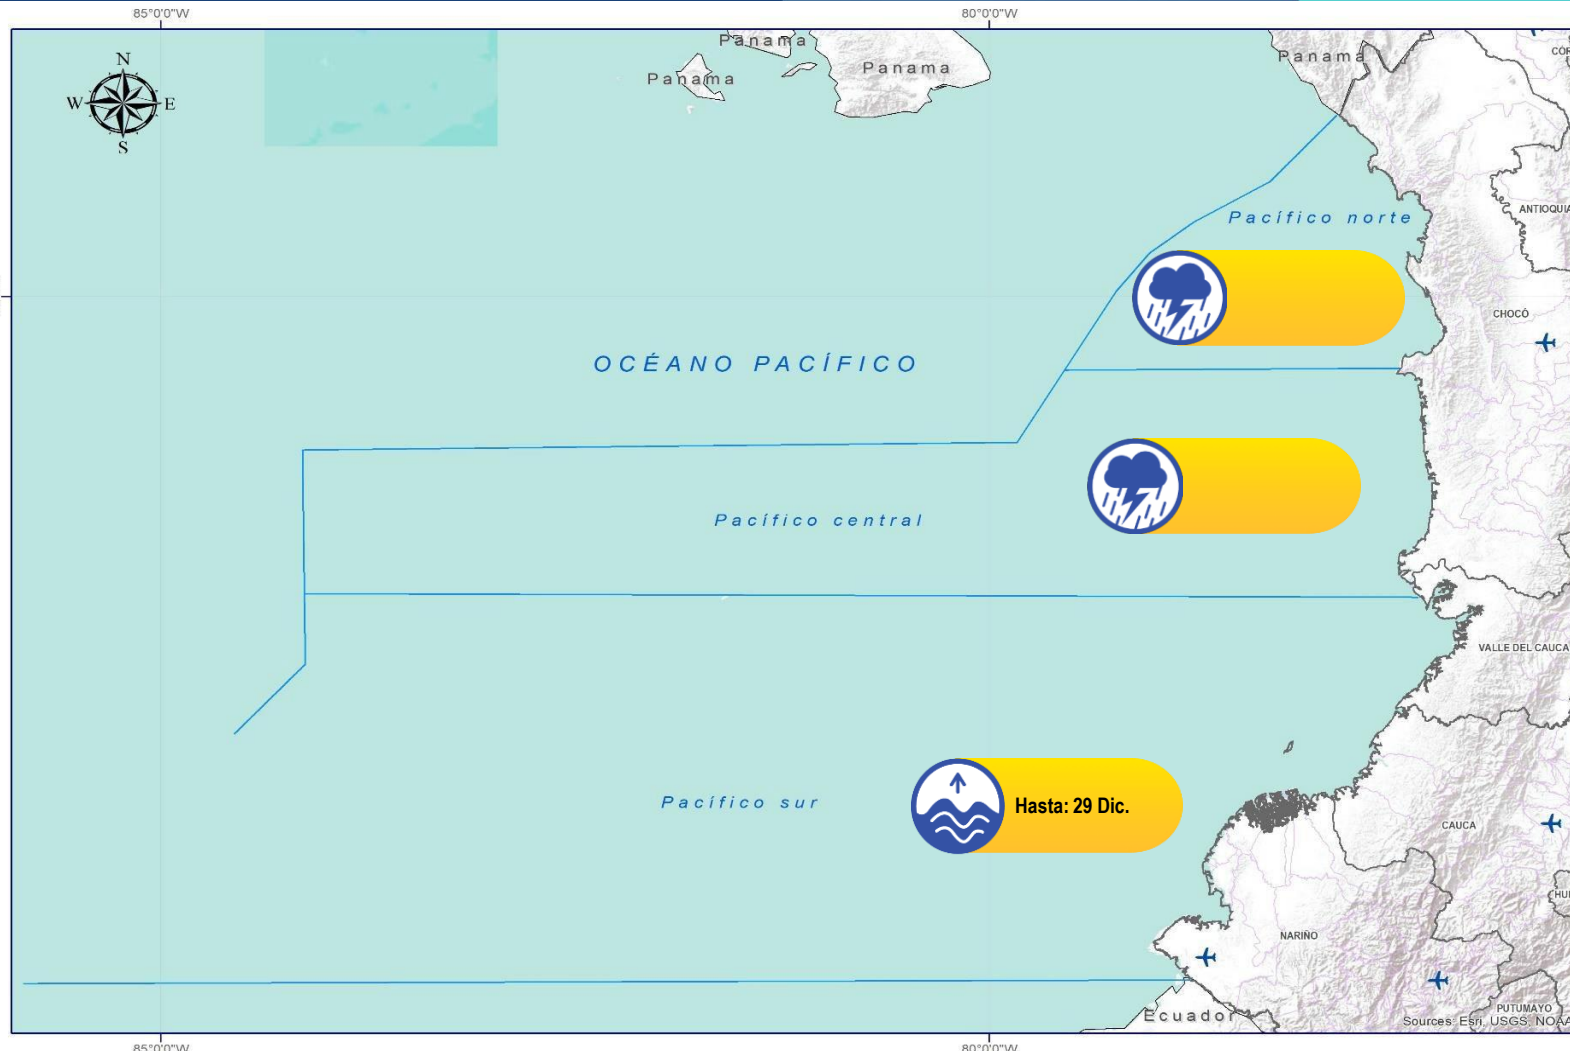 85°0'0"W
80°0'0"W
N
W
E
S
Panama
Panama
Panama
Panama
COR
Pacífico norte
ANTIOQUIA
CHOCÓ
OCÉANO PACÍFICO
Pacífico central
VALLE DEL CAUCA
Pacífico sur
Hasta: 29 Dic.
CAUCA
HUI
NARIÑO
PUTUMAYO
Ecuador
Sources: Esri, USGS, NOAA
85°0'0"W
80°0'0"W